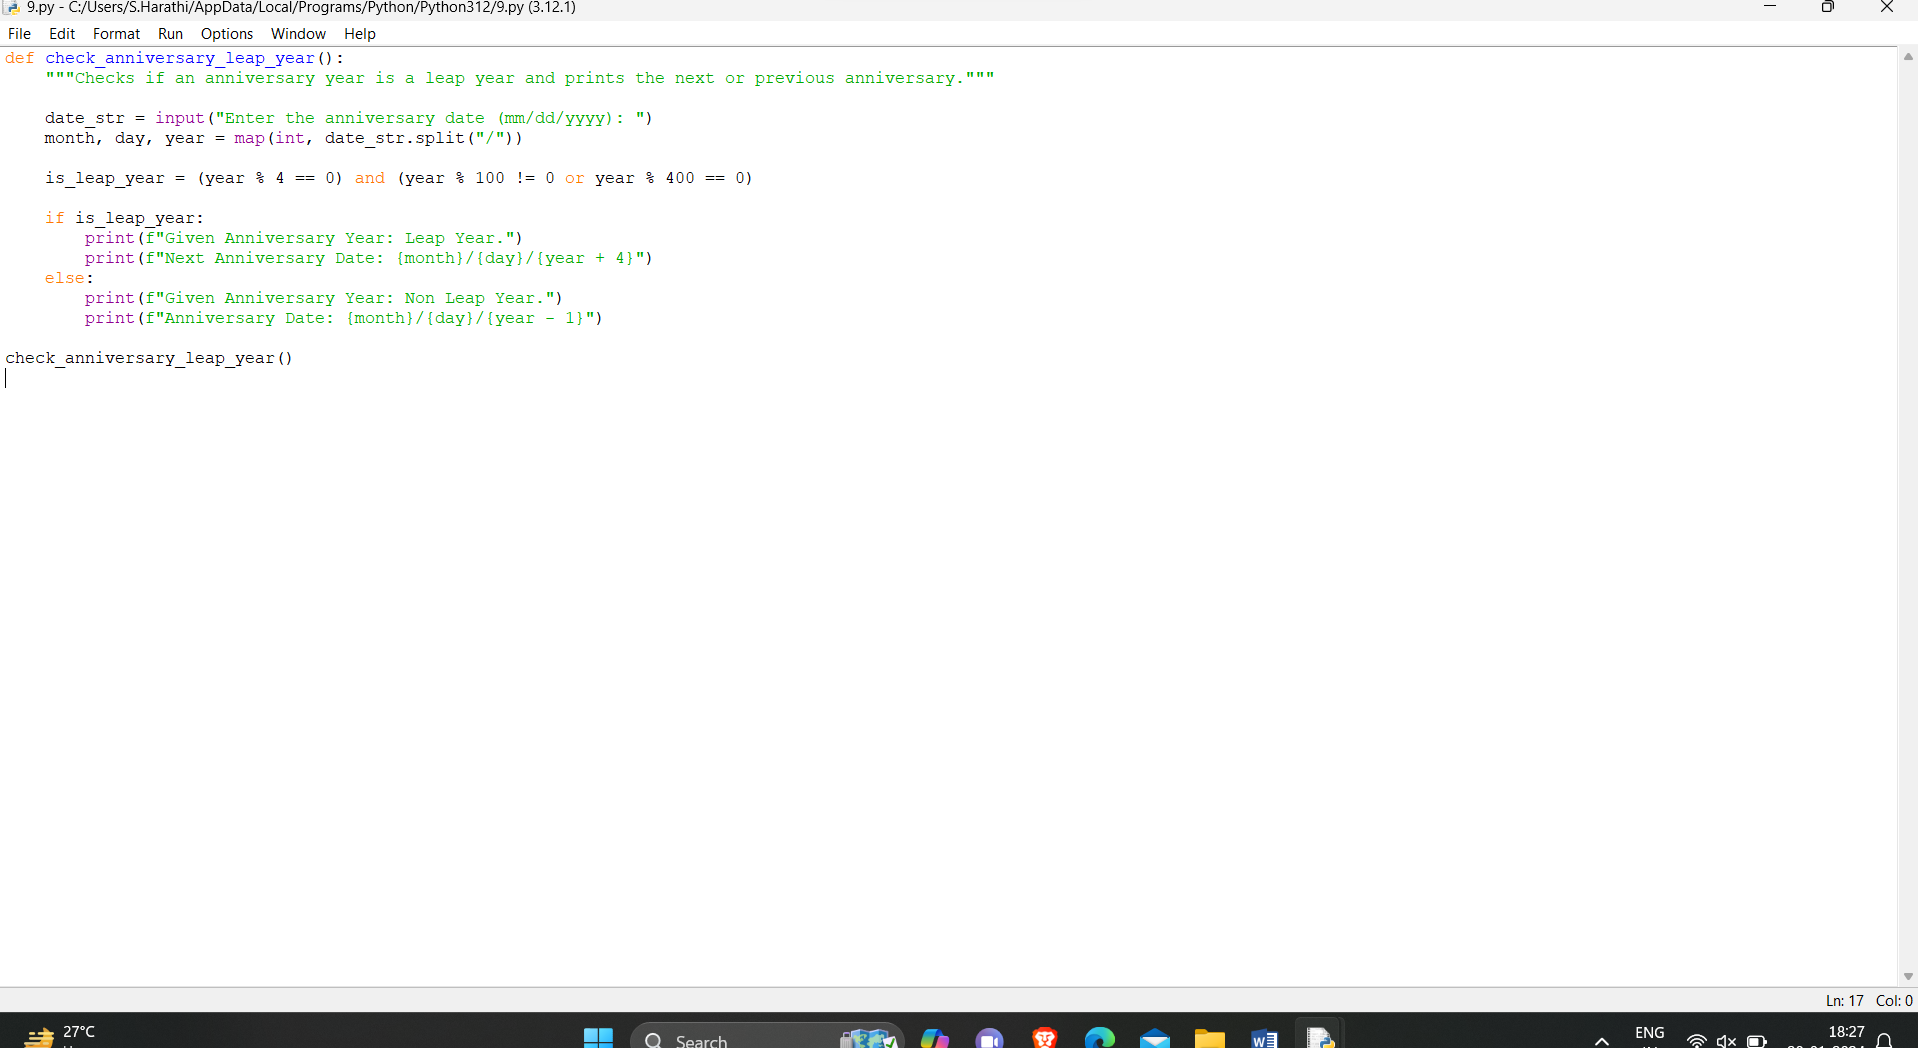 9.py - C:/Users/S.Harathi/AppData/Local/Programs/Python/Python312/9.py (3.12.1)
File Edit Format Run Options Window Help
def check_anniversary_leap_year():
    """Checks if an anniversary year is a leap year and prints the next or previous anniversary."""

    date_str = input("Enter the anniversary date (mm/dd/yyyy): ")
    month, day, year = map(int, date_str.split("/"))

    is_leap_year = (year % 4 == 0) and (year % 100 != 0 or year % 400 == 0)

    if is_leap_year:
        print(f"Given Anniversary Year: Leap Year.")
        print(f"Next Anniversary Date: {month}/{day}/{year + 4}")
    else:
        print(f"Given Anniversary Year: Non Leap Year.")
        print(f"Anniversary Date: {month}/{day}/{year - 1}")

check_anniversary_leap_year()
Ln: 17 Col: 0
27°C
Search
ENG
18:27